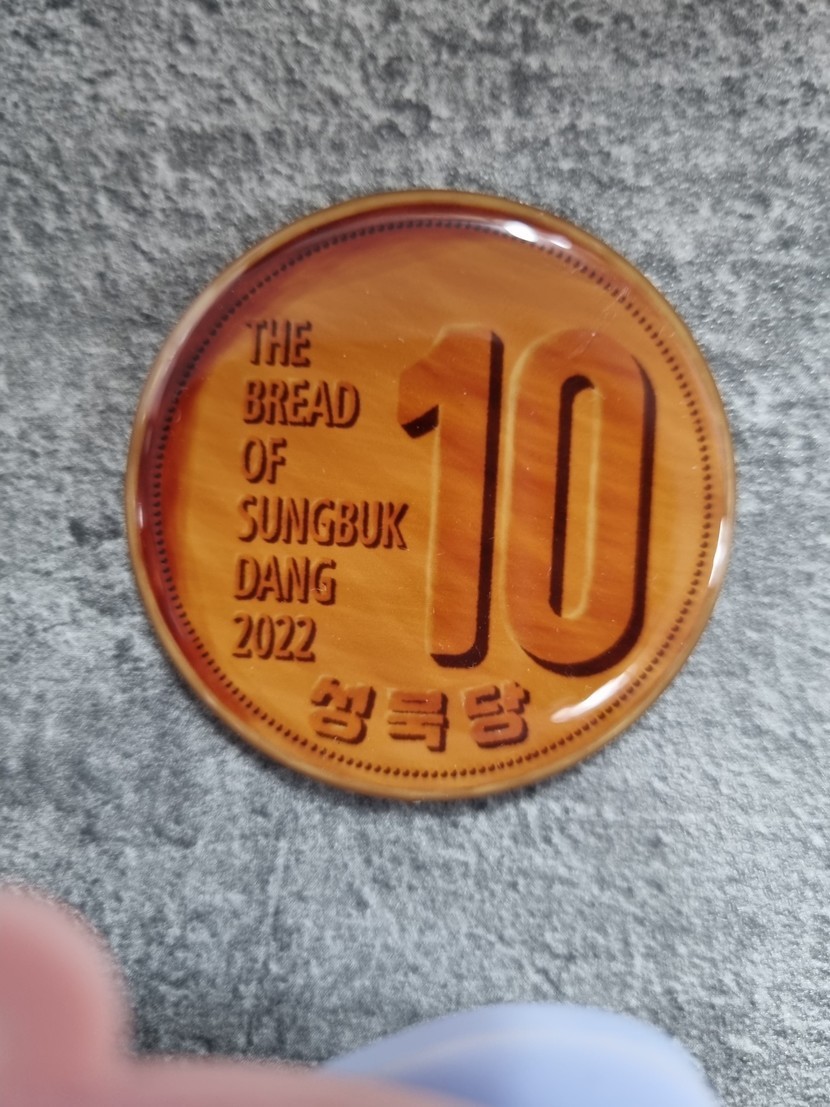 THE
BREAD
OF
SUNGBUK
DANG
2022
10
성북당